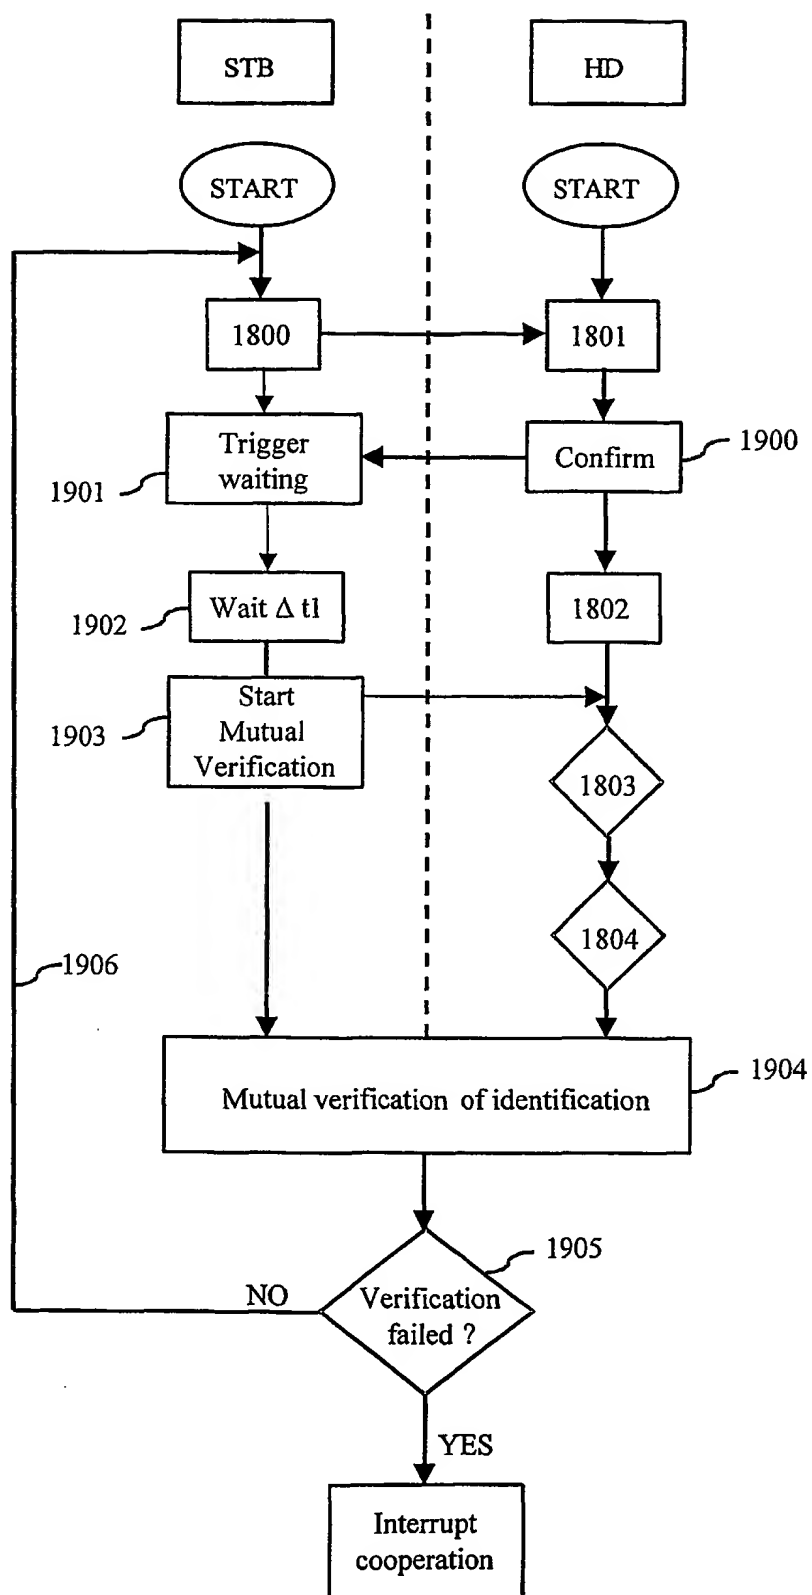 STB
HD
START
START
1800
1801
Trigger
waiting
1901
Confirm
1900
Wait Δ t1
1902
1802
Start
Mutual
Verification
1903
1803
1804
1906
Mutual verification of identification
1904
1905
NO
Verification
failed ?
YES
Interrupt
cooperation